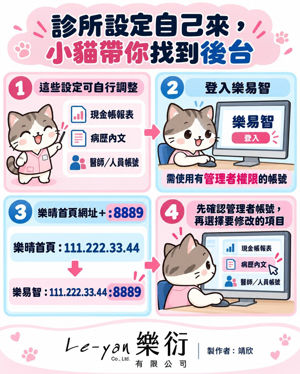 診所設定自己來，
小貓帶你找到後台
1 這些設定可自行調整
現金帳報表
病歷內文
醫師／人員帳號
2 登入樂易智
樂易智
登入
需使用有管理者權限的帳號
3 樂晴首頁網址+:8889
樂晴首頁：111.222.33.44
樂易智：111.222.33.44:8889
4 先確認管理者帳號，
再選擇要修改的項目
現金帳報表
病歷內文
醫師／人員帳號
Le-yan 樂衍
Co., Ltd. 有限公司
製作者：靖欣